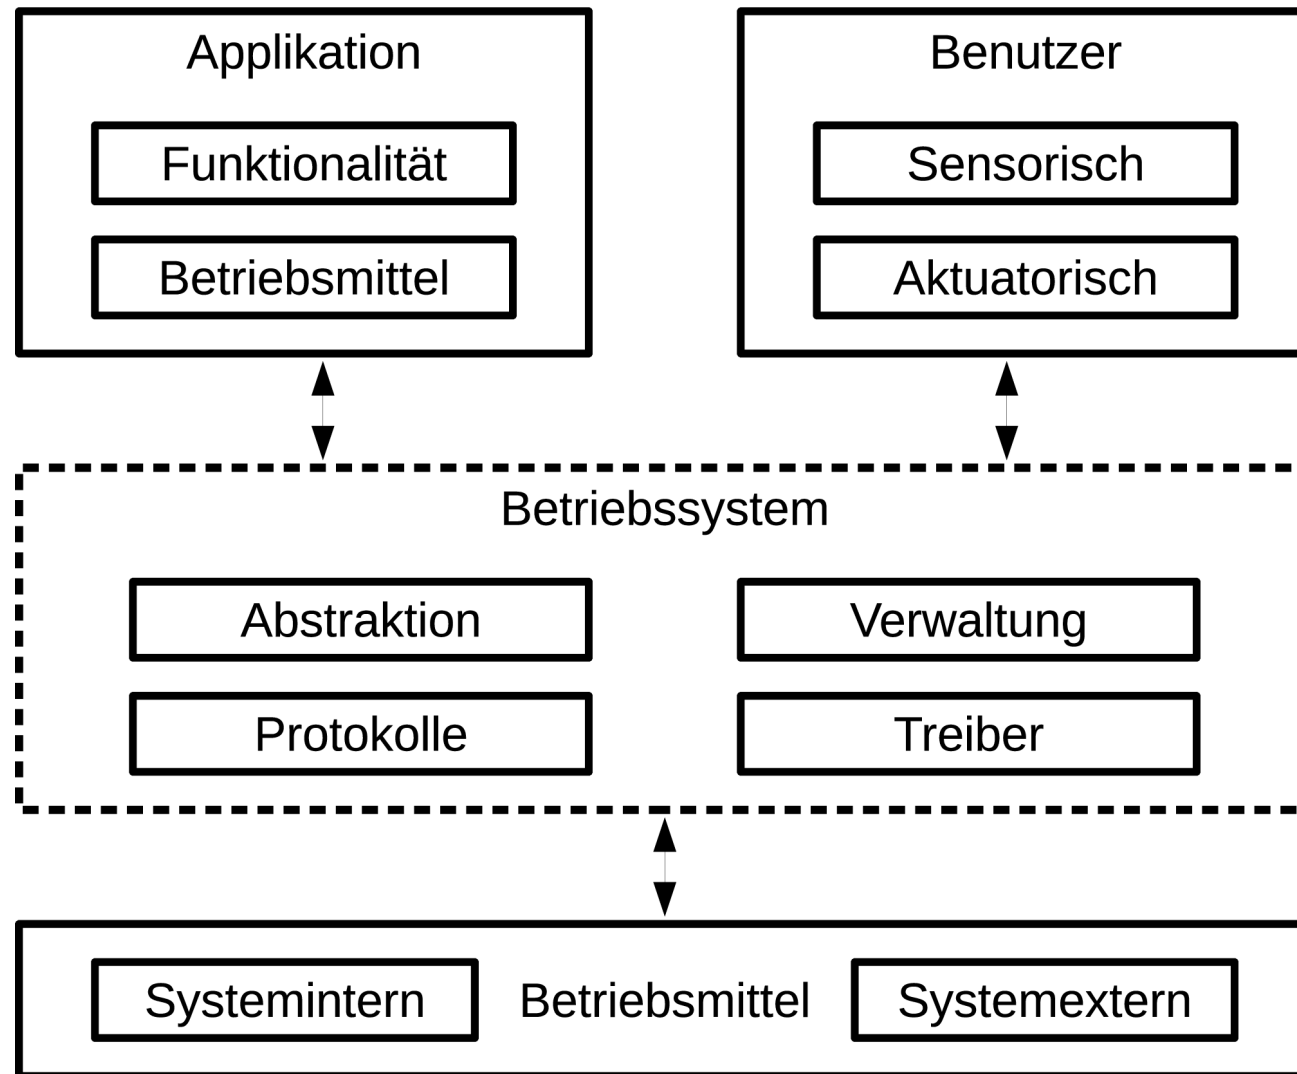 Applikation
Funktionalität
Betriebsmittel
Benutzer
Sensorisch
Aktuatorisch
Betriebssystem
Abstraktion
Verwaltung
Protokolle
Treiber
Systemintern
Betriebsmittel
Systemextern